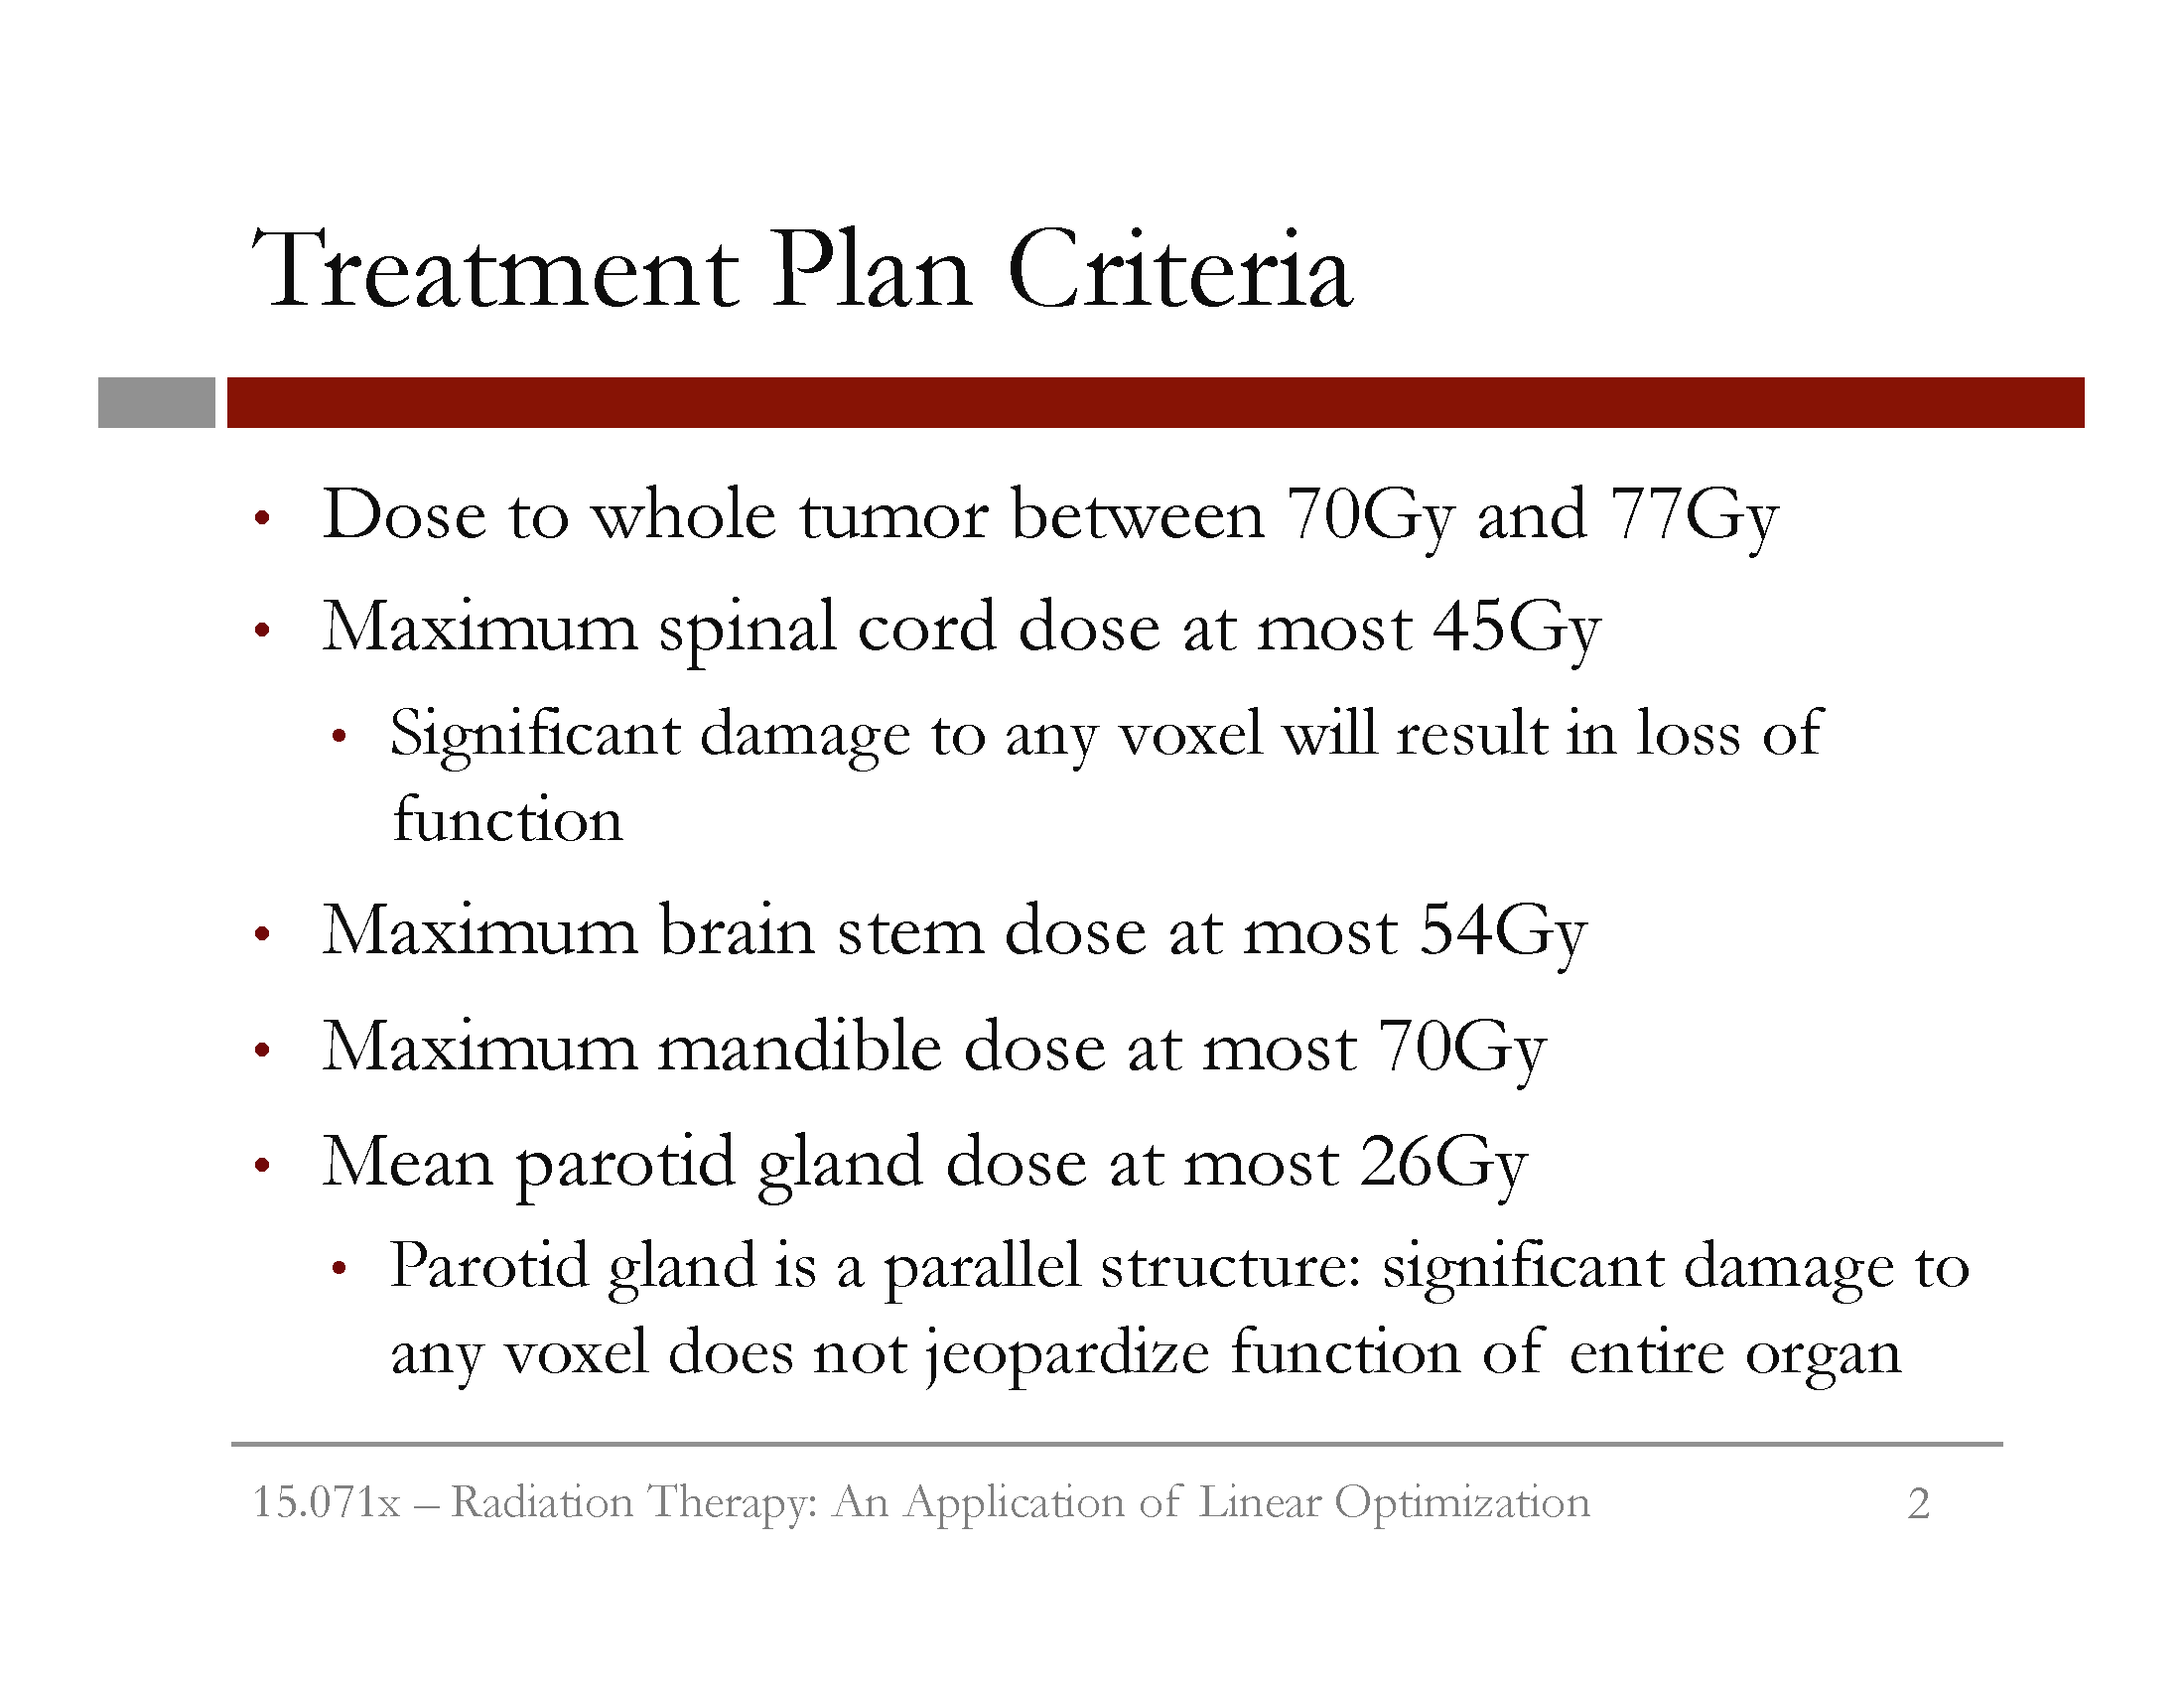 Treatment Plan Criteria
• Dose to whole tumor between 70Gy and 77Gy
• Maximum spinal cord dose at most 45Gy
• Significant damage to any voxel will result in loss of
function
• Maximum brain stem dose at most 54Gy
• Maximum mandible dose at most 70Gy
• Mean parotid gland dose at most 26Gy
• Parotid gland is a parallel structure: significant damage to
any voxel does not jeopardize function of entire organ
15.071x – Radiation Therapy: An Application of Linear Optimization 2